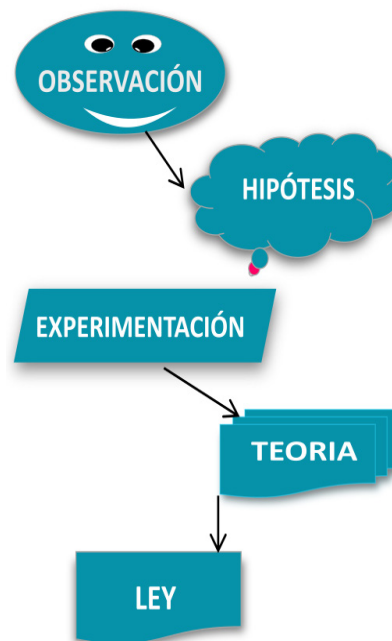 OBSERVACIÓN
HIPÓTESIS
EXPERIMENTACIÓN
TEORIA
LEY